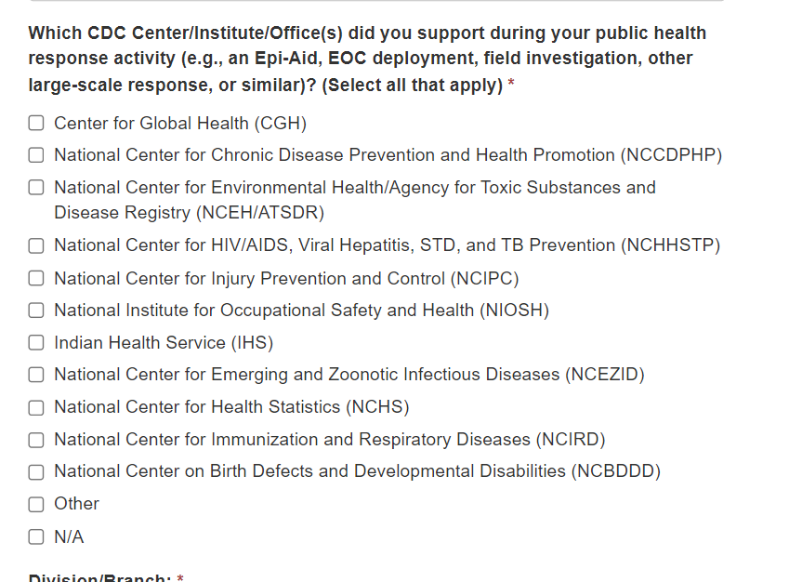 Which CDC Center/Institute/Office(s) did you support during your public health
response activity (e.g., an Epi-Aid, EOC deployment, field investigation, other
large-scale response, or similar)? (Select all that apply) *
Center for Global Health (CGH)
National Center for Chronic Disease Prevention and Health Promotion (NCCDPHP)
National Center for Environmental Health/Agency for Toxic Substances and
Disease Registry (NCEH/ATSDR)
National Center for HIV/AIDS, Viral Hepatitis, STD, and TB Prevention (NCHHSTP)
National Center for Injury Prevention and Control (NCIPC)
National Institute for Occupational Safety and Health (NIOSH)
Indian Health Service (IHS)
National Center for Emerging and Zoonotic Infectious Diseases (NCEZID)
National Center for Health Statistics (NCHS)
National Center for Immunization and Respiratory Diseases (NCIRD)
National Center on Birth Defects and Developmental Disabilities (NCBDDD)
Other
N/A
Division/Branch: *